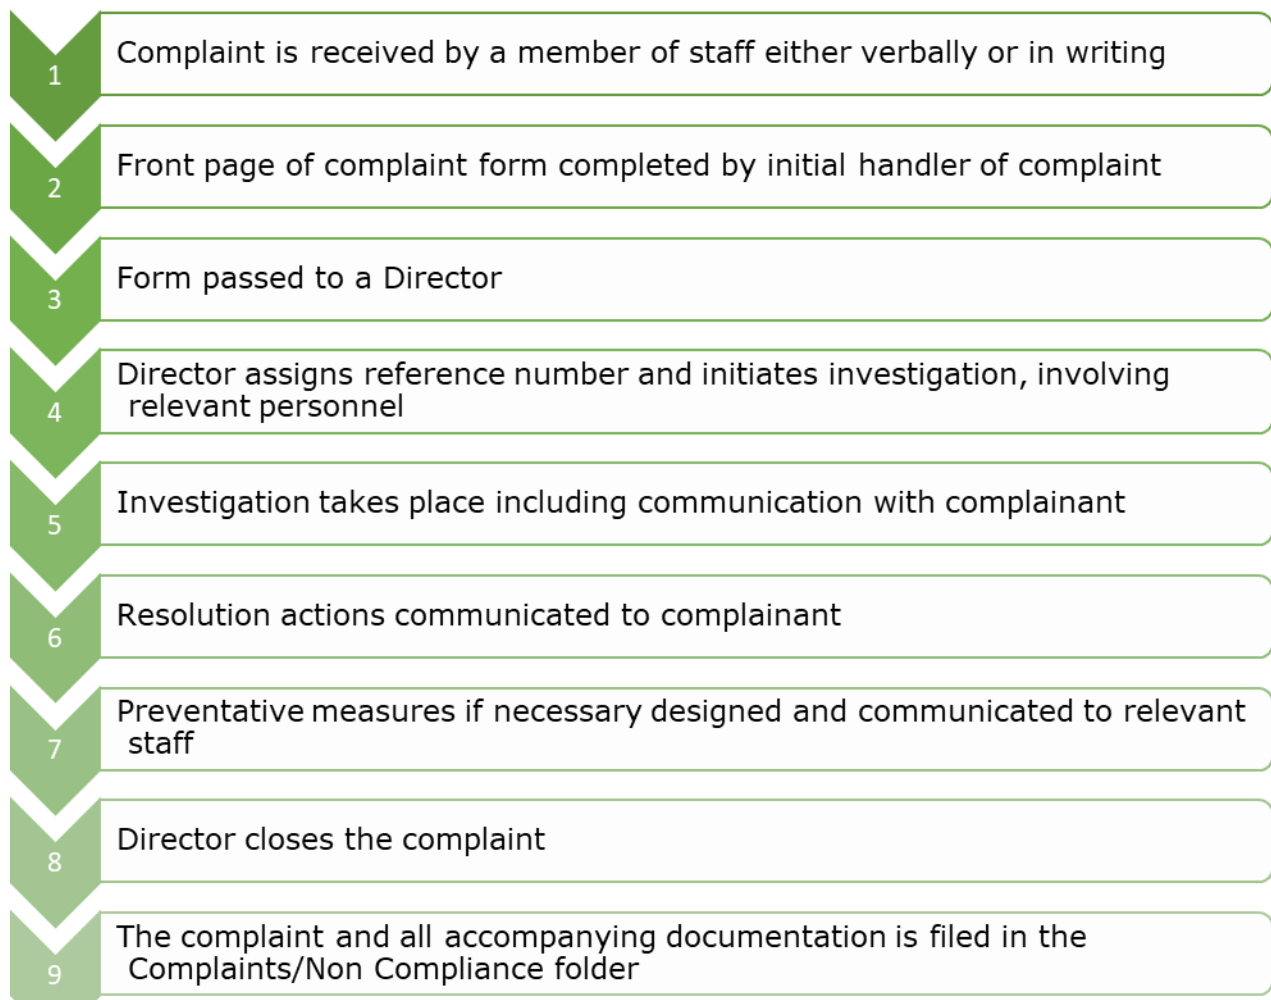 1
Complaint is received by a member of staff either verbally or in writing
2
Front page of complaint form completed by initial handler of complaint
3
Form passed to a Director
4
Director assigns reference number and initiates investigation, involving
relevant personnel
5
Investigation takes place including communication with complainant
6
Resolution actions communicated to complainant
7
Preventative measures if necessary designed and communicated to relevant
staff
8
Director closes the complaint
9
The complaint and all accompanying documentation is filed in the
Complaints/Non Compliance folder